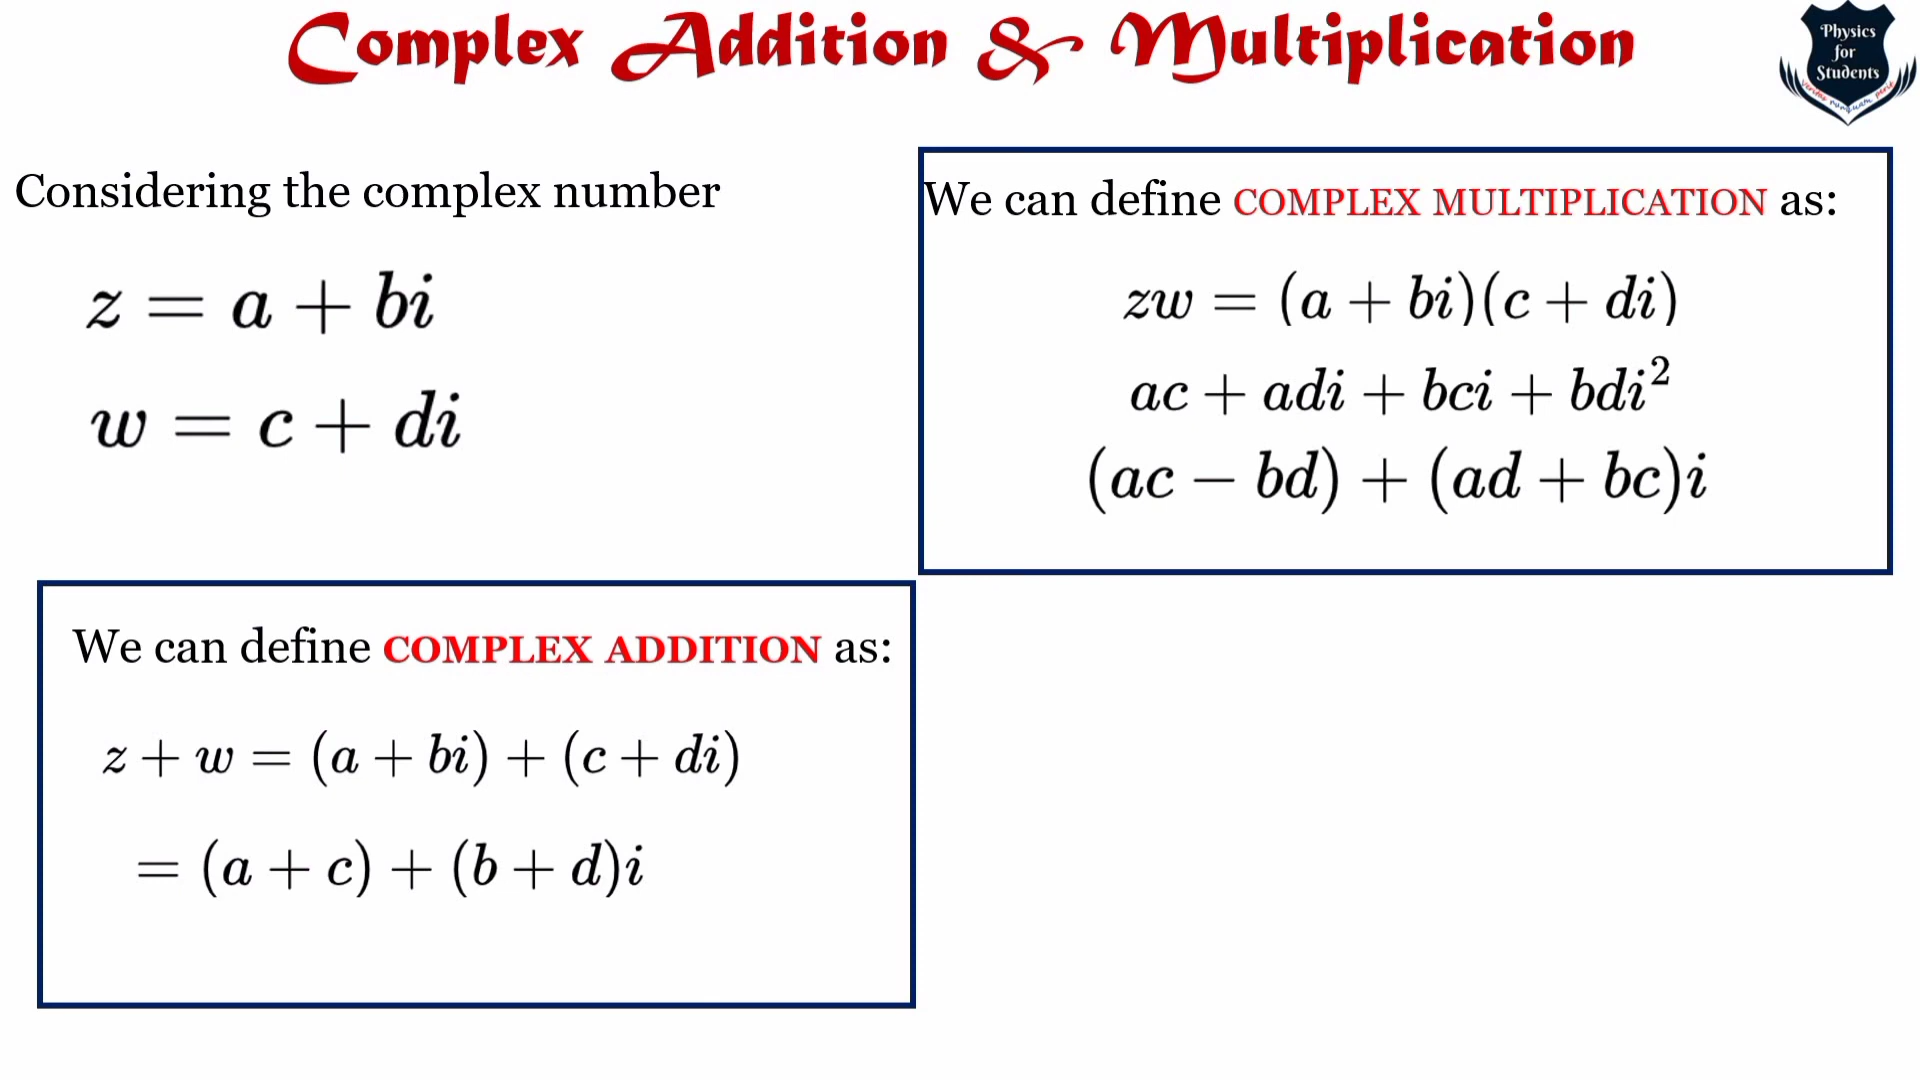 Complex Addition & Multiplication
Physics
for
Students
Considering the complex number
z = a + bi
w = c + di
We can define COMPLEX MULTIPLICATION as:
zw = (a + bi)(c + di)
ac + adi + bci + bdi²
(ac − bd) + (ad + bc)i
We can define COMPLEX ADDITION as:
z + w = (a + bi) + (c + di)
= (a + c) + (b + d)i